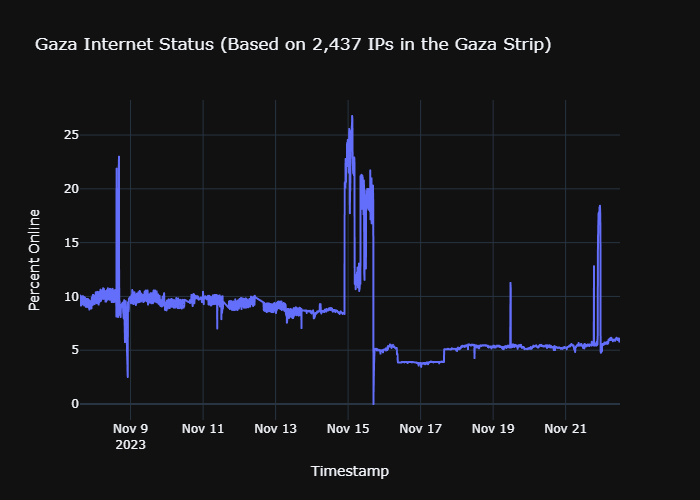 Gaza Internet Status (Based on 2,437 IPs in the Gaza Strip)
Percent Online
25
20
15
10
5
0
Nov 9 Nov 11 Nov 13 Nov 15 Nov 17 Nov 19 Nov 21
2023
Timestamp